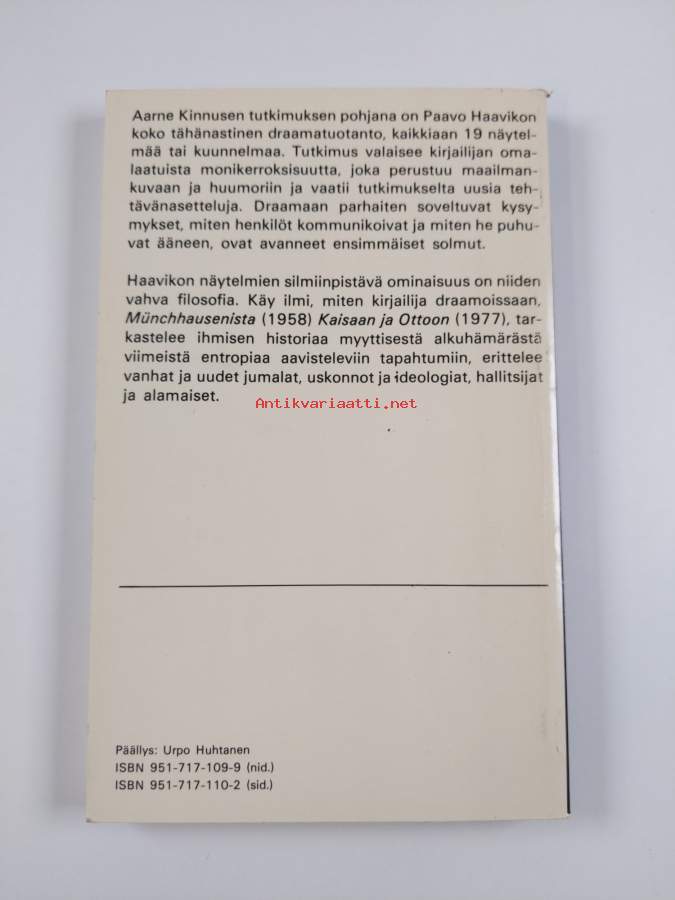 Aarne Kinnusen tutkimuksen pohjana on Paavo Haavikon
koko tähänastinen draamatuotanto, kaikkiaan 19 näytel-
mää tai kuunnelmaa. Tutkimus valaisee kirjailijan oma-
laatuista monikerroksisuutta, joka perustuu maailman-
kuvaan ja huumoriin ja vaatii tutkimukselta uusia teh-
tävänasetteluja. Draamaan parhaiten soveltuvat kysy-
mykset, miten henkilöt kommunikoivat ja miten he puhu-
vat ääneen, ovat avanneet ensimmäiset solmut.
Haavikon näytelmien silmiinpistävä ominaisuus on niiden
vahva filosofia. Käy ilmi, miten kirjailija draamoissaan,
Münchhausenista (1958) Kaisaan ja Ottoon (1977), tar-
kastelee ihmisen historiaa myyttisestä alkuhämärästä
viimeistä entropiaa aavisteleviin tapahtumiin, erittelee
vanhat ja uudet jumalat, uskonnot ja ideologiat, hallitsijat
ja alamaiset.
Antikvariaatti.net
Päällys: Urpo Huhtanen
ISBN 951-717-109-9 (nid.)
ISBN 951-717-110-2 (sid.)